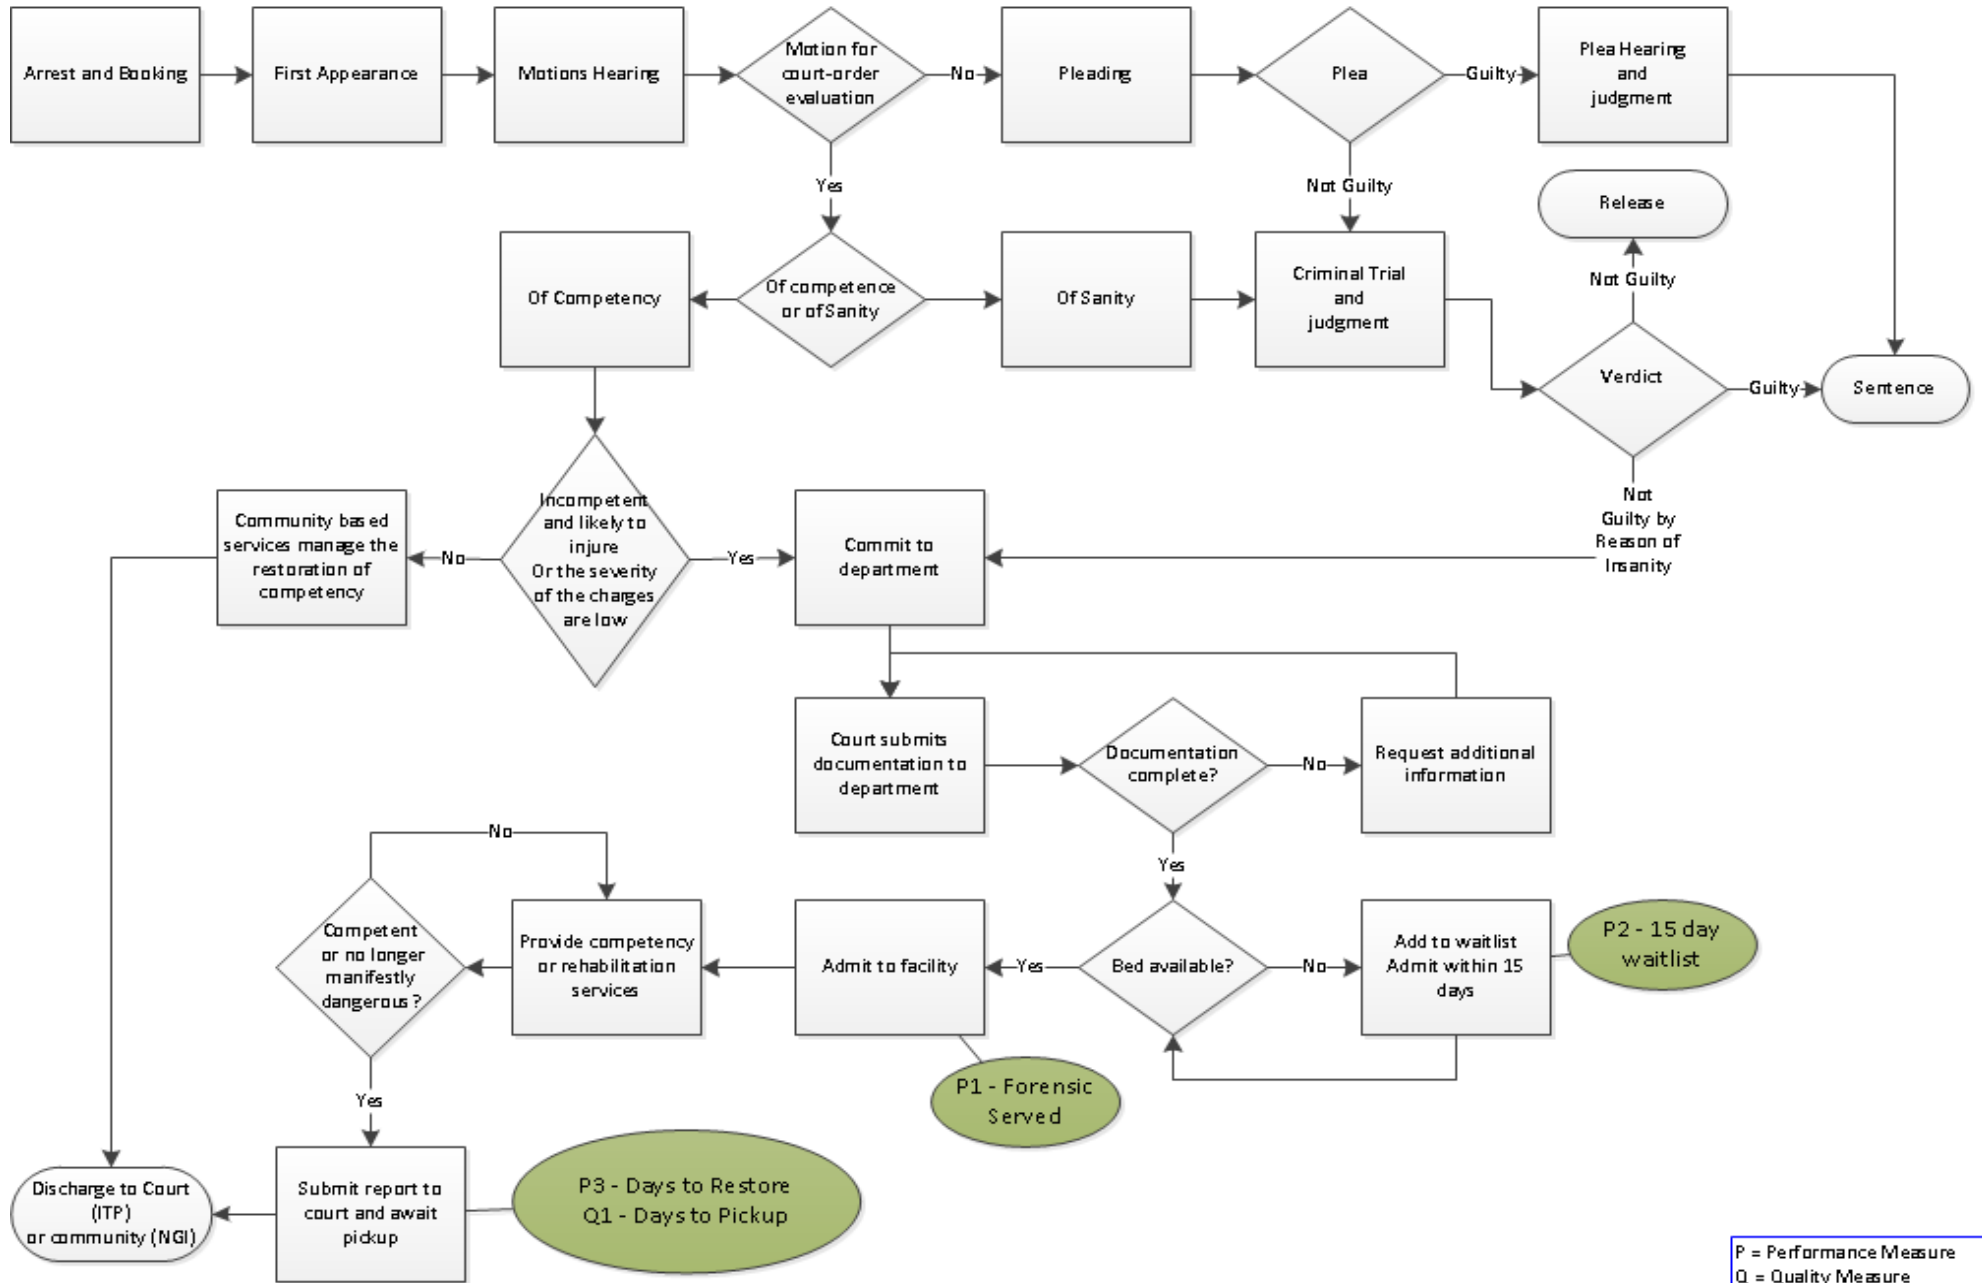 Arrest and Booking
First Appearance
Motions Hearing
Motion for
court-order
evaluation
No
Pleading
Plea
Guilty
Plea Hearing
and
judgment
Yes
Not Guilty
Release
Of Competency
Of competence
or of Sanity
Of Sanity
Criminal Trial
and
judgment
Not Guilty
Verdict
Guilty
Sentence
Not
Guilty by
Reason of
Insanity
Community based
services manage the
restoration of
competency
No
Incompetent
and likely to
injure
Or the severity
of the charges
are low
Yes
Commit to
department
Court submits
documentation to
department
Documentation
complete?
No
Request additional
information
No
Yes
Competent
or no longer
manifestly
dangerous?
Provide competency
or rehabilitation
services
Admit to facility
Yes
Bed available?
No
Add to waitlist
Admit within 15
days
P2 - 15 day
waitlist
P1 - Forensic
Served
Yes
Discharge to Court
(ITP)
or community (NGI)
Submit report to
court and await
pickup
P3 - Days to Restore
Q1 - Days to Pickup
P = Performance Measure
Q = Quality Measure